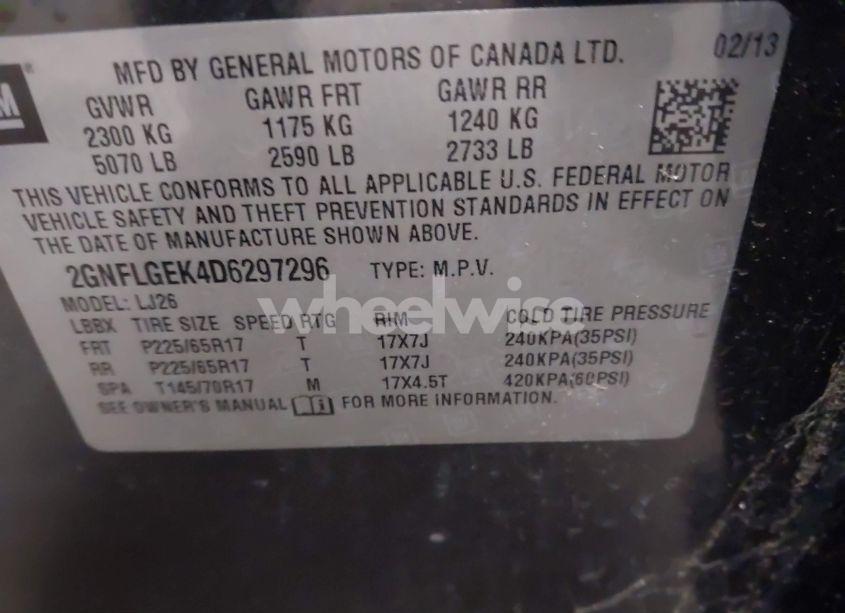 M®
MFD BY GENERAL MOTORS OF CANADA LTD. 02/13
GVWR GAWR FRT GAWR RR
2300 KG 1175 KG 1240 KG
5070 LB 2590 LB 2733 LB
THIS VEHICLE CONFORMS TO ALL APPLICABLE U.S. FEDERAL MOTOR
VEHICLE SAFETY AND THEFT PREVENTION STANDARDS IN EFFECT ON
THE DATE OF MANUFACTURE SHOWN ABOVE.
2GNFLGEK4D6297296 TYPE: M.P.V.
wheelwise
MODEL: LJ26
LBBX TIRE SIZE SPEED RTG RIM COLD TIRE PRESSURE
FRT P225/65R17 T 17X7J 240KPA(35PSI)
RR P225/65R17 T 17X7J 240KPA(35PSI)
SPA T145/70R17 M 17X4.5T 420KPA(60PSI)
SEE OWNER'S MANUAL FOR MORE INFORMATION.